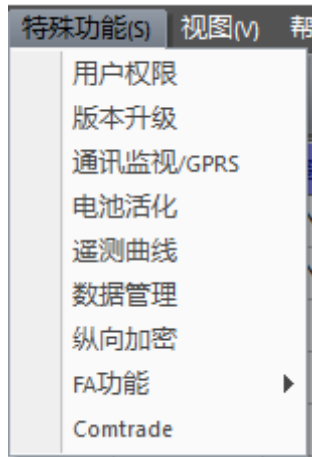 特殊功能(S) 视图(V) 帮
用户权限
版本升级
通讯监视/GPRS
电池活化
遥测曲线
数据管理
纵向加密
FA功能
Comtrade